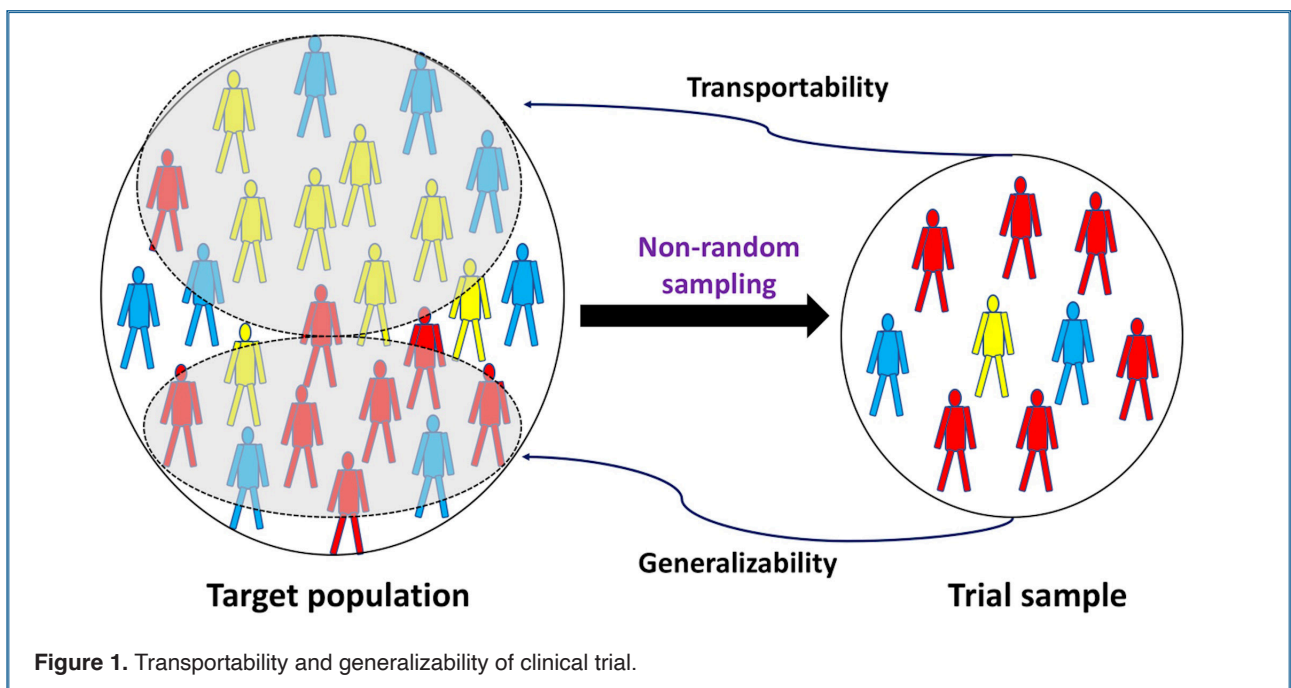 Transportability
Non-random
sampling
Generalizability
Target population
Trial sample
Figure 1. Transportability and generalizability of clinical trial.